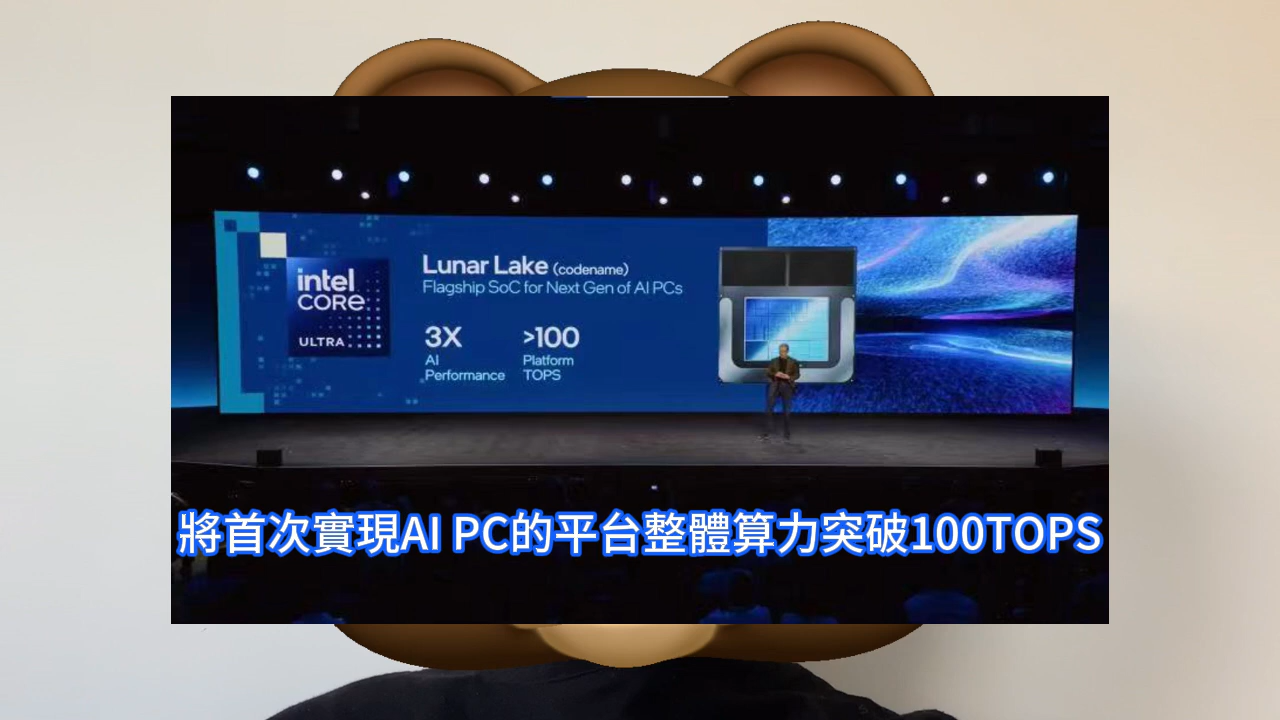 intel
CORE
ULTRA
Lunar Lake (codename)
Flagship SoC for Next Gen of AI PCs
3X
AI
Performance
>100
Platform
TOPS
將首次實現AI PC的平台整體算力突破100TOPS